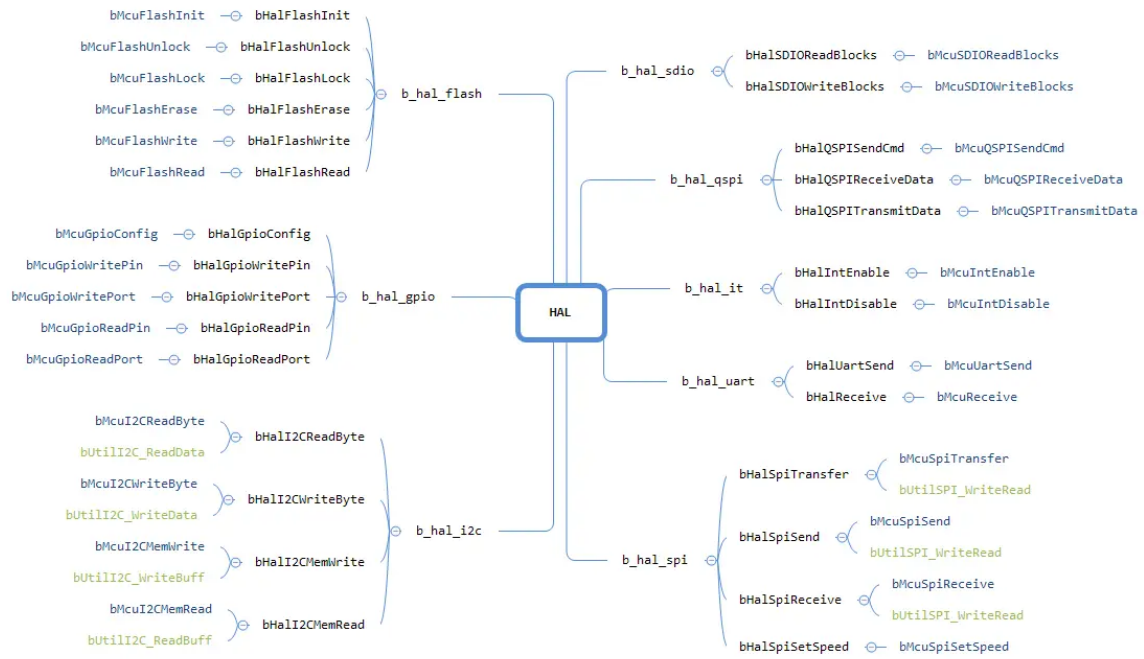 HAL
b_hal_flash
bMcuFlashInit bHalFlashInit
bMcuFlashUnlock bHalFlashUnlock
bMcuFlashLock bHalFlashLock
bMcuFlashErase bHalFlashErase
bMcuFlashWrite bHalFlashWrite
bMcuFlashRead bHalFlashRead
b_hal_gpio
bMcuGpioConfig bHalGpioConfig
bMcuGpioWritePin bHalGpioWritePin
bMcuGpioWritePort bHalGpioWritePort
bMcuGpioReadPin bHalGpioReadPin
bMcuGpioReadPort bHalGpioReadPort
b_hal_i2c
bHalI2CReadByte
bMcuI2CReadByte
bUtilI2C_ReadData
bHalI2CWriteByte
bMcuI2CWriteByte
bUtilI2C_WriteData
bHalI2CMemWrite
bMcuI2CMemWrite
bUtilI2C_WriteBuff
bHalI2CMemRead
bMcuI2CMemRead
bUtilI2C_ReadBuff
b_hal_sdio
bHalSDIOReadBlocks bMcuSDIOReadBlocks
bHalSDIOWriteBlocks bMcuSDIOWriteBlocks
b_hal_qspi
bHalQSPISendCmd bMcuQSPISendCmd
bHalQSPIReceiveData bMcuQSPIReceiveData
bHalQSPITransmitData bMcuQSPITransmitData
b_hal_it
bHalIntEnable bMcuIntEnable
bHalIntDisable bMcuIntDisable
b_hal_uart
bHalUartSend bMcuUartSend
bHalReceive bMcuReceive
b_hal_spi
bHalSpiTransfer
bMcuSpiTransfer
bUtilSPI_WriteRead
bHalSpiSend
bMcuSpiSend
bUtilSPI_WriteRead
bHalSpiReceive
bMcuSpiReceive
bUtilSPI_WriteRead
bHalSpiSetSpeed bMcuSpiSetSpeed